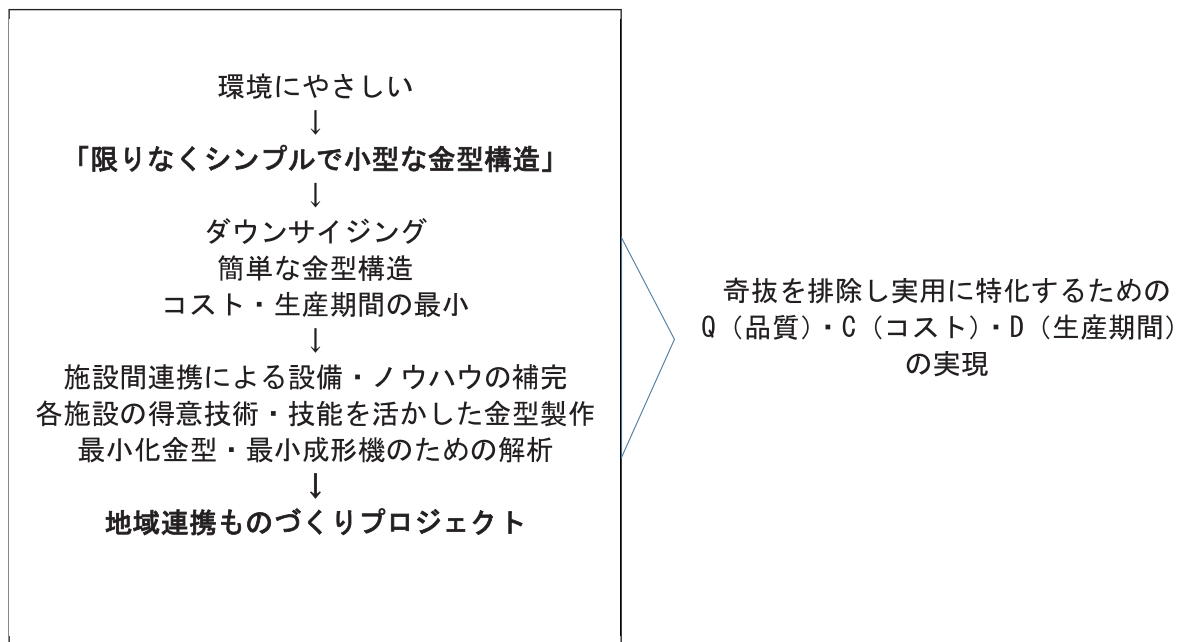 環境にやさしい
↓
「限りなくシンプルで小型な金型構造」
↓
ダウンサイジング
簡単な金型構造
コスト・生産期間の最小
↓
施設間連携による設備・ノウハウの補完
各施設の得意技術・技能を活かした金型製作
最小化金型・最小成形機のための解析
↓
地域連携ものづくりプロジェクト
奇抜を排除し実用に特化するための
Q（品質）・C（コスト）・D（生産期間）
の実現